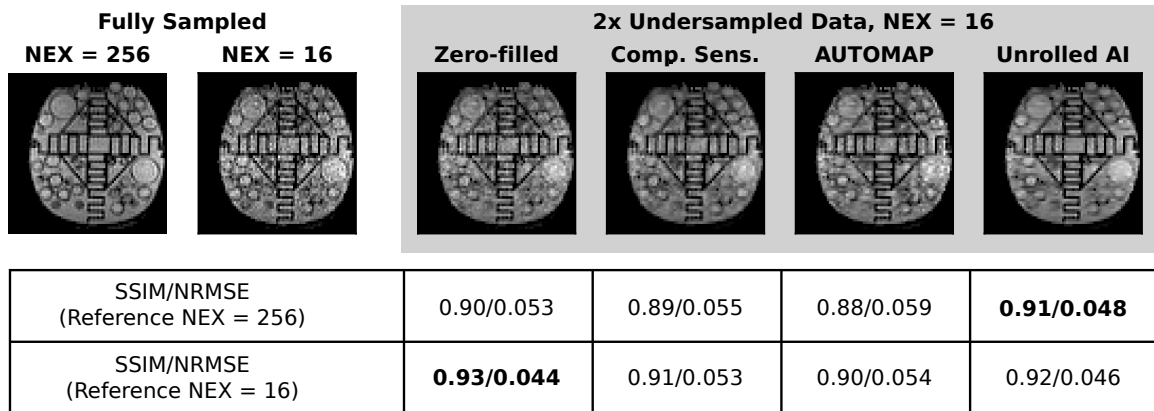 Fully Sampled
2x Undersampled Data, NEX = 16
NEX = 256
NEX = 16
Zero-filled
Comp. Sens.
AUTOMAP
Unrolled AI
SSIM/NRMSE
(Reference NEX = 256)
0.90/0.053
0.89/0.055
0.88/0.059
0.91/0.048
SSIM/NRMSE
(Reference NEX = 16)
0.93/0.044
0.91/0.053
0.90/0.054
0.92/0.046